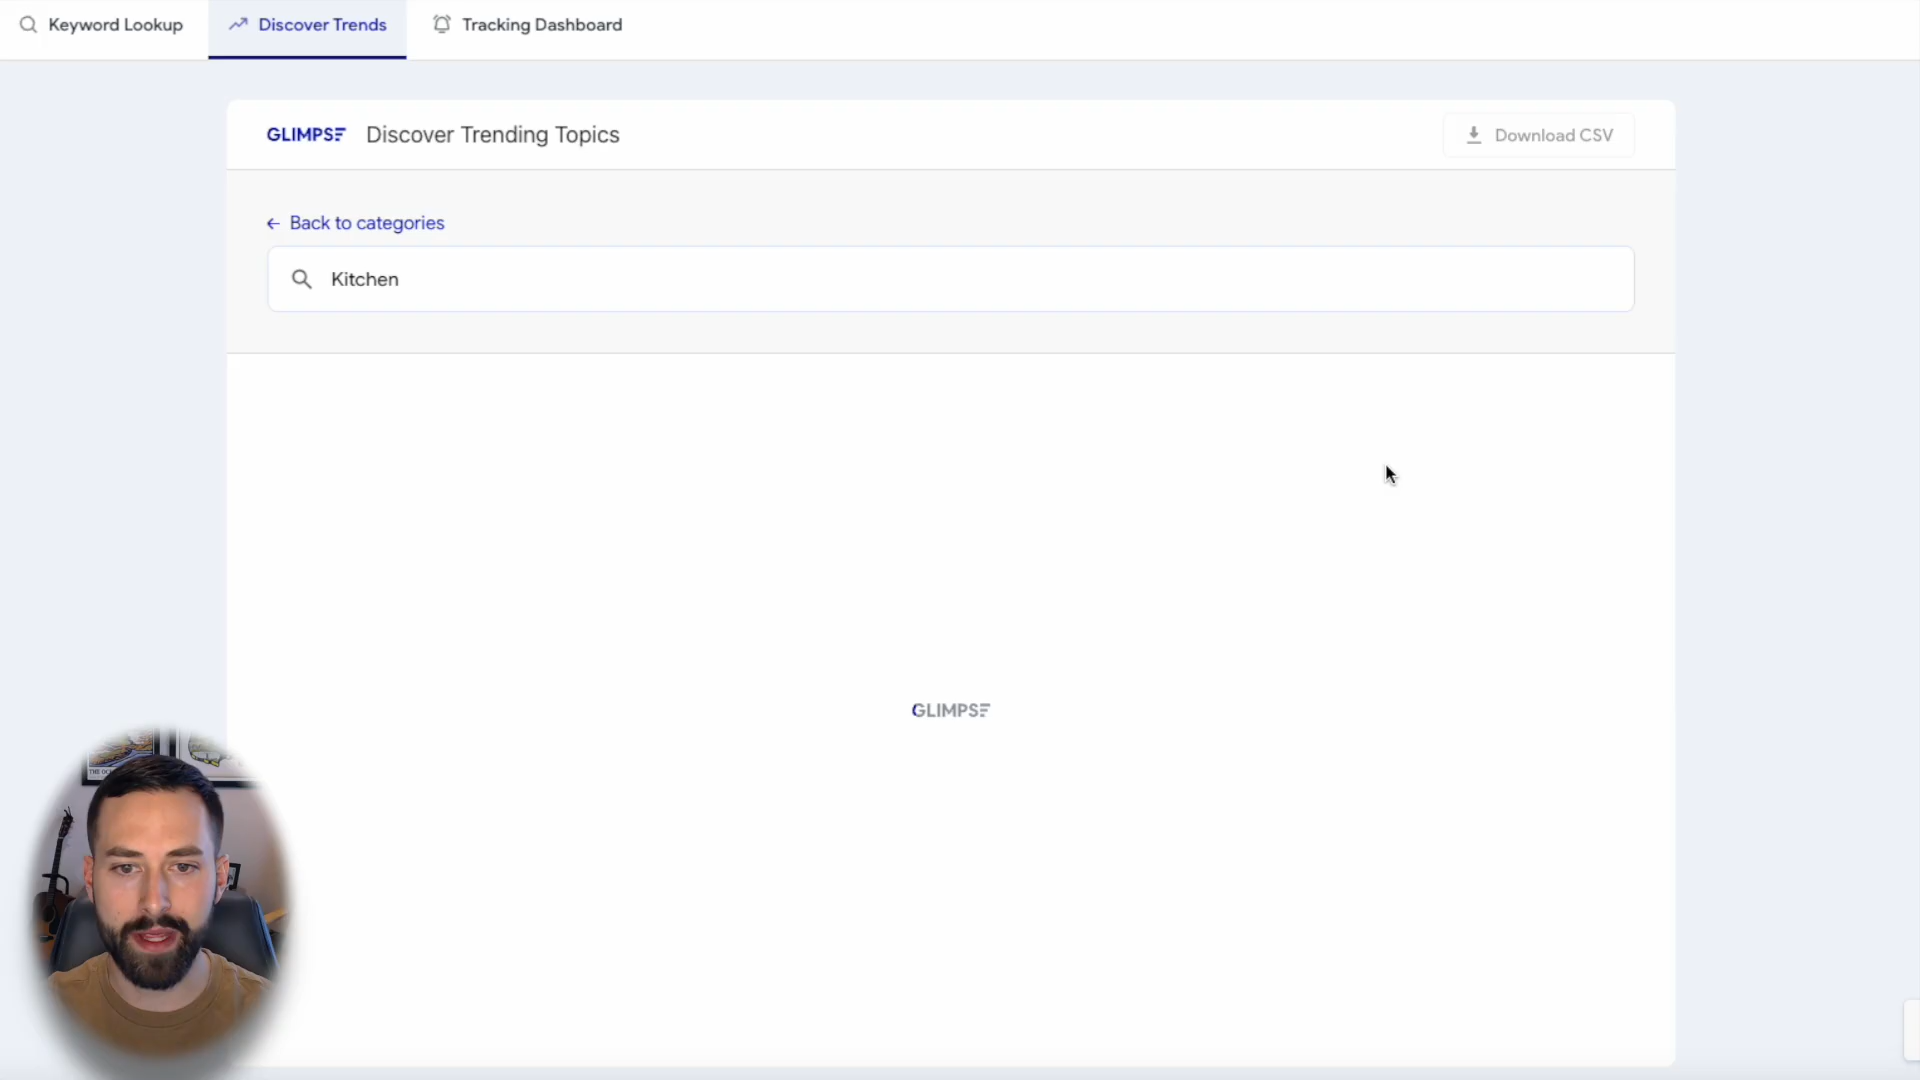 Keyword Lookup
Discover Trends
Tracking Dashboard
GLIMPSE
Discover Trending Topics
Download CSV
← Back to categories
Kitchen
GLIMPSE